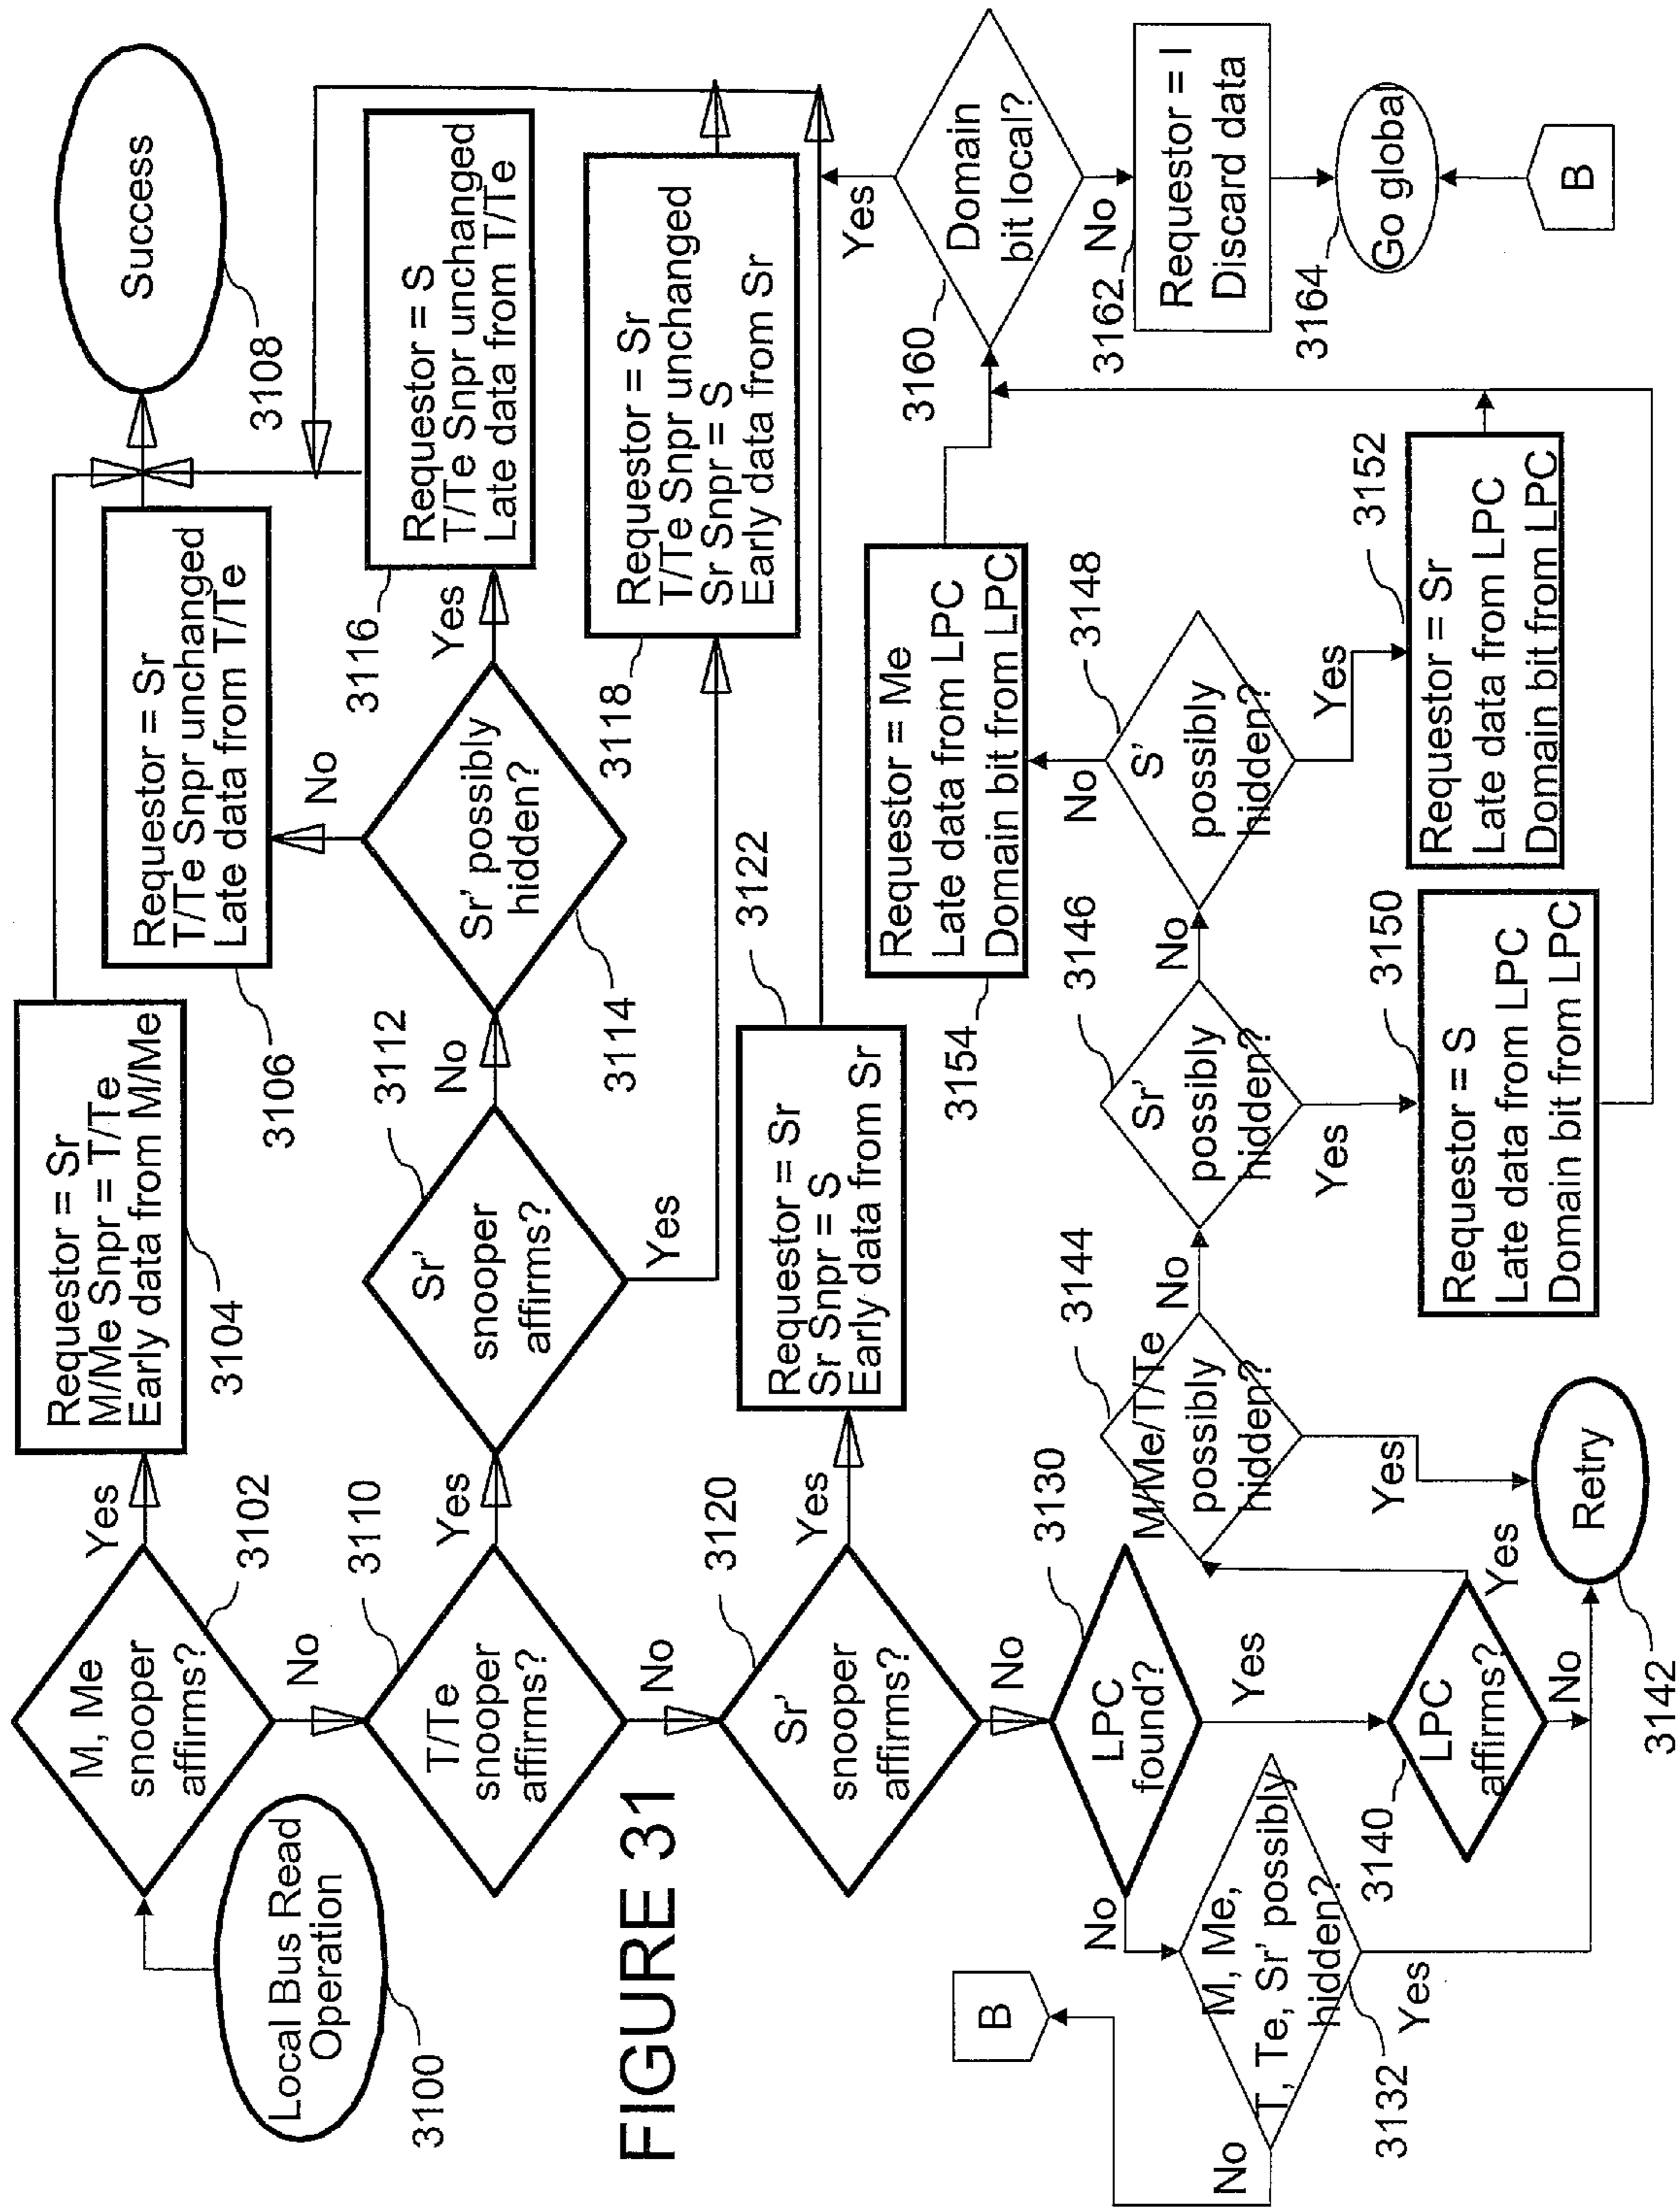 Local Bus Read
Operation
3100
M, Me
snooper
affirms?
3102
Yes
No
Requestor = Sr
M/Me Snpr = T/Te
Early data from M/Me
3104
Requestor = Sr
T/Te Snpr unchanged
Late data from T/Te
3106
Success
3108
T/Te
snooper
affirms?
3110
Yes
No
Sr'
snooper
affirms?
3112
No
Yes
Sr' possibly
hidden?
3114
No
Yes
Requestor = S
T/Te Snpr unchanged
Late data from T/Te
3116
Requestor = Sr
T/Te Snpr unchanged
Sr Snpr = S
Early data from Sr
3118
Sr'
snooper
affirms?
3120
Yes
No
Requestor = Sr
Sr Snpr = S
Early data from Sr
3122
LPC
found?
3130
No
Yes
M, Me,
T, Te, Sr' possibly
hidden?
3132
No
Yes
B
LPC
affirms?
3140
Yes
No
Retry
3142
M/Me/T/Te
possibly
hidden?
3144
No
Yes
Sr'
possibly
hidden?
3146
No
Yes
S'
possibly
hidden?
3148
No
Yes
Requestor = S
Late data from LPC
Domain bit from LPC
3150
Requestor = Sr
Late data from LPC
Domain bit from LPC
3152
Requestor = Me
Late data from LPC
Domain bit from LPC
3154
Domain
bit local?
3160
Yes
No
Requestor = I
Discard data
3162
Go global
3164
B
FIGURE 31